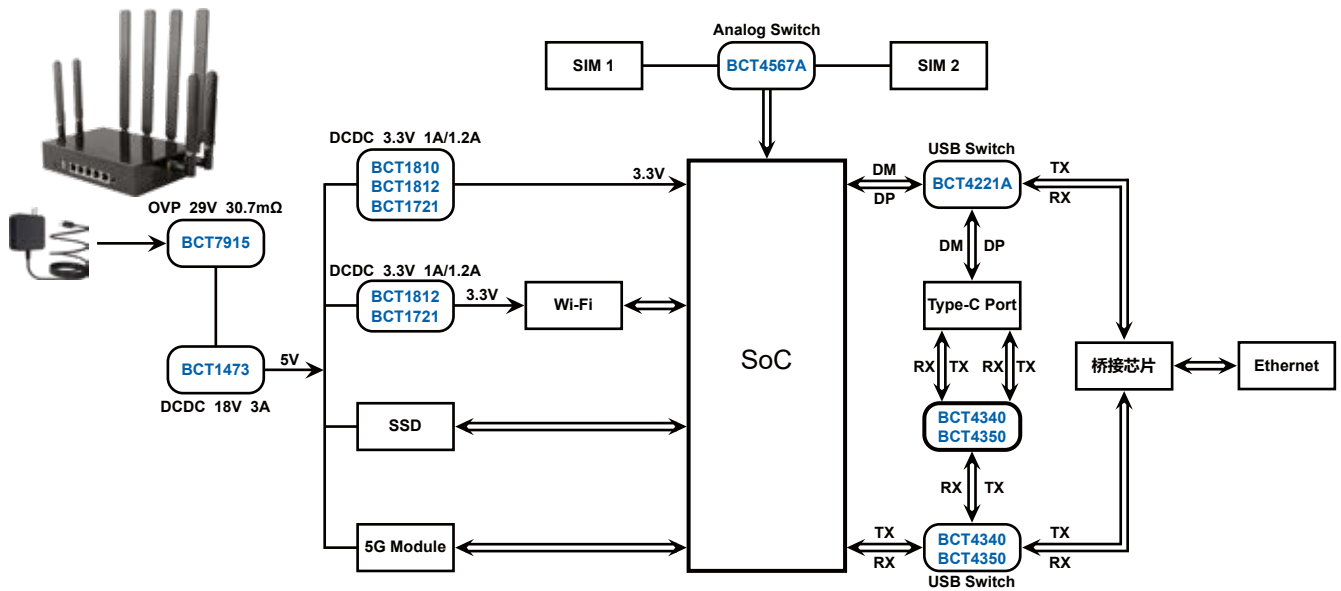 Analog Switch
SIM 1
BCT4567A
SIM 2
DCDC 3.3V 1A/1.2A
BCT1810
BCT1812
BCT1721
3.3V
OVP 29V 30.7mΩ
BCT7915
DCDC 3.3V 1A/1.2A
BCT1812
BCT1721
3.3V
Wi-Fi
BCT1473
5V
DCDC 18V 3A
SSD
5G Module
SoC
USB Switch
DM
DP
BCT4221A
TX
RX
DM DP
Type-C Port
RX TX
RX TX
桥接芯片
Ethernet
BCT4340
BCT4350
RX TX
TX
RX
BCT4340
BCT4350
TX
RX
USB Switch